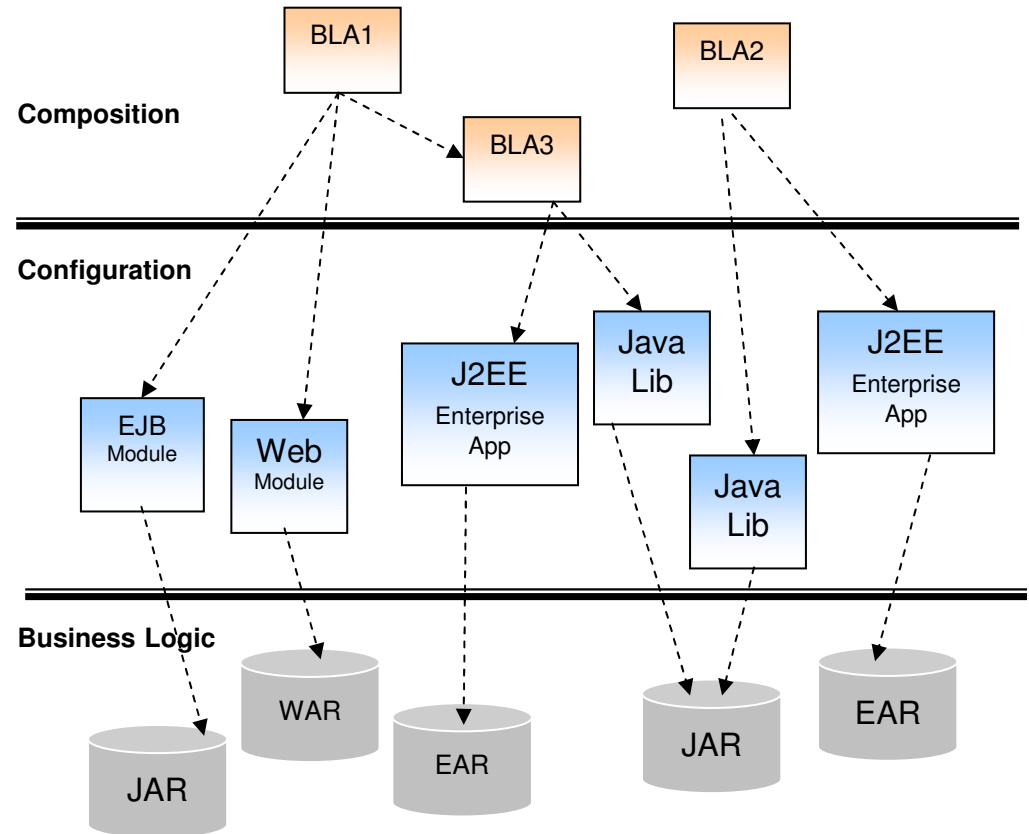 BLA1
BLA2
Composition
BLA3
Configuration
EJB
Module
Web
Module
J2EE
Enterprise
App
Java
Lib
Java
Lib
J2EE
Enterprise
App
Business Logic
JAR
WAR
EAR
JAR
EAR